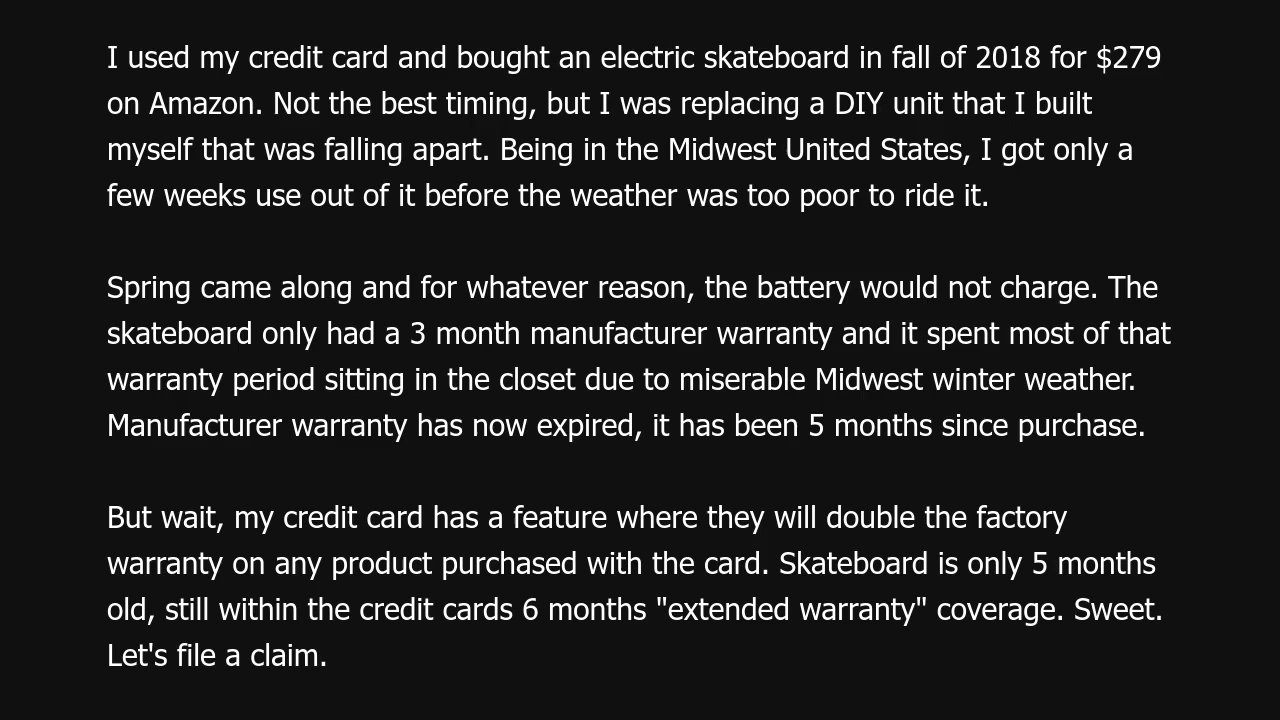 I used my credit card and bought an electric skateboard in fall of 2018 for $279
on Amazon. Not the best timing, but I was replacing a DIY unit that I built
myself that was falling apart. Being in the Midwest United States, I got only a
few weeks use out of it before the weather was too poor to ride it.
Spring came along and for whatever reason, the battery would not charge. The
skateboard only had a 3 month manufacturer warranty and it spent most of that
warranty period sitting in the closet due to miserable Midwest winter weather.
Manufacturer warranty has now expired, it has been 5 months since purchase.
But wait, my credit card has a feature where they will double the factory
warranty on any product purchased with the card. Skateboard is only 5 months
old, still within the credit cards 6 months "extended warranty" coverage. Sweet.
Let's file a claim.